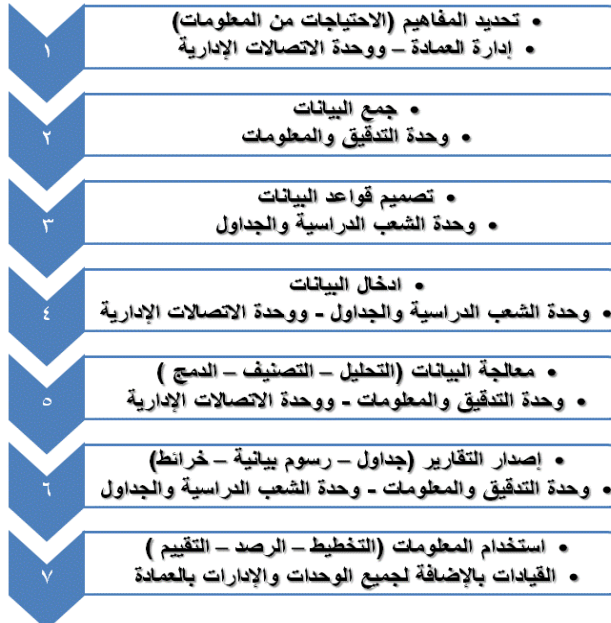 ١
• تحديد المفاهيم (الاحتياجات من المعلومات)
• إدارة العمادة – ووحدة الاتصالات الإدارية
٢
• جمع البيانات
• وحدة التدقيق والمعلومات
٣
• تصميم قواعد البيانات
• وحدة الشعب الدراسية والجداول
٤
• ادخال البيانات
• وحدة الشعب الدراسية والجداول - ووحدة الاتصالات الإدارية
٥
• معالجة البيانات (التحليل – التصنيف – الدمج )
• وحدة التدقيق والمعلومات - ووحدة الاتصالات الإدارية
٦
• إصدار التقارير (جداول – رسوم بيانية – خرائط)
• وحدة التدقيق والمعلومات - وحدة الشعب الدراسية والجداول
٧
• استخدام المعلومات (التخطيط – الرصد – التقييم )
• القيادات بالإضافة لجميع الوحدات والإدارات بالعمادة